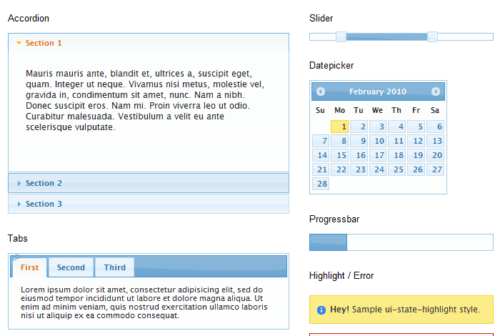 Accordion
Section 1
Mauris mauris ante, blandit et, ultrices a, suscipit eget,
quam. Integer ut neque. Vivamus nisi metus, molestie vel,
gravida in, condimentum sit amet, nunc. Nam a nibh.
Donec suscipit eros. Nam mi. Proin viverra leo ut odio.
Curabitur malesuada. Vestibulum a velit eu ante
scelerisque vulputate.
Section 2
Section 3
Tabs
First Second Third
Lorem ipsum dolor sit amet, consectetur adipisicing elit, sed do
eiusmod tempor incididunt ut labore et dolore magna aliqua. Ut
enim ad minim veniam, quis nostrud exercitation ullamco laboris
nisi ut aliquip ex ea commodo consequat.
Slider
Datepicker
February 2010
Su Mo Tu We Th Fr Sa
1 2 3 4 5 6
7 8 9 10 11 12 13
14 15 16 17 18 19 20
21 22 23 24 25 26 27
28
Progressbar
Highlight / Error
Hey! Sample ui-state-highlight style.